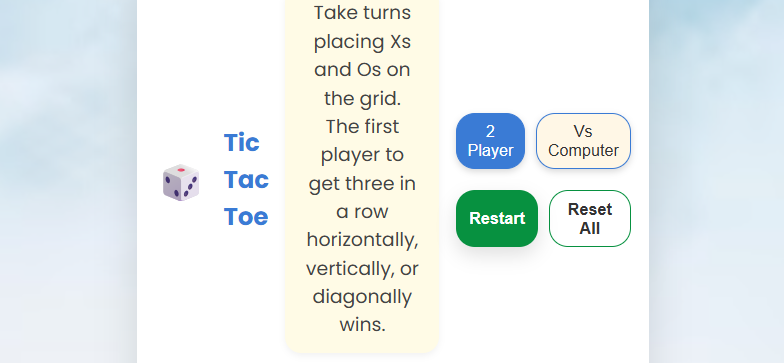 Tic
Tac
Toe
Take turns
placing Xs
and Os on
the grid.
The first
player to
get three in
a row
horizontally,
vertically, or
diagonally
wins.
2
Player
Vs
Computer
Restart
Reset
All